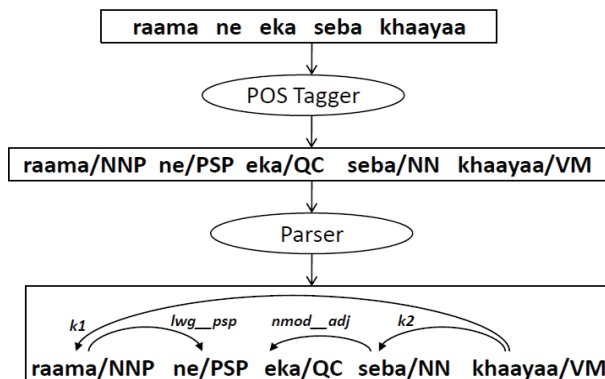 raama ne eka seba khaayaa
POS Tagger
raama/NNP ne/PSP eka/QC seba/NN khaayaa/VM
Parser
k1 lwg__psp nmod__adj k2
raama/NNP ne/PSP eka/QC seba/NN khaayaa/VM